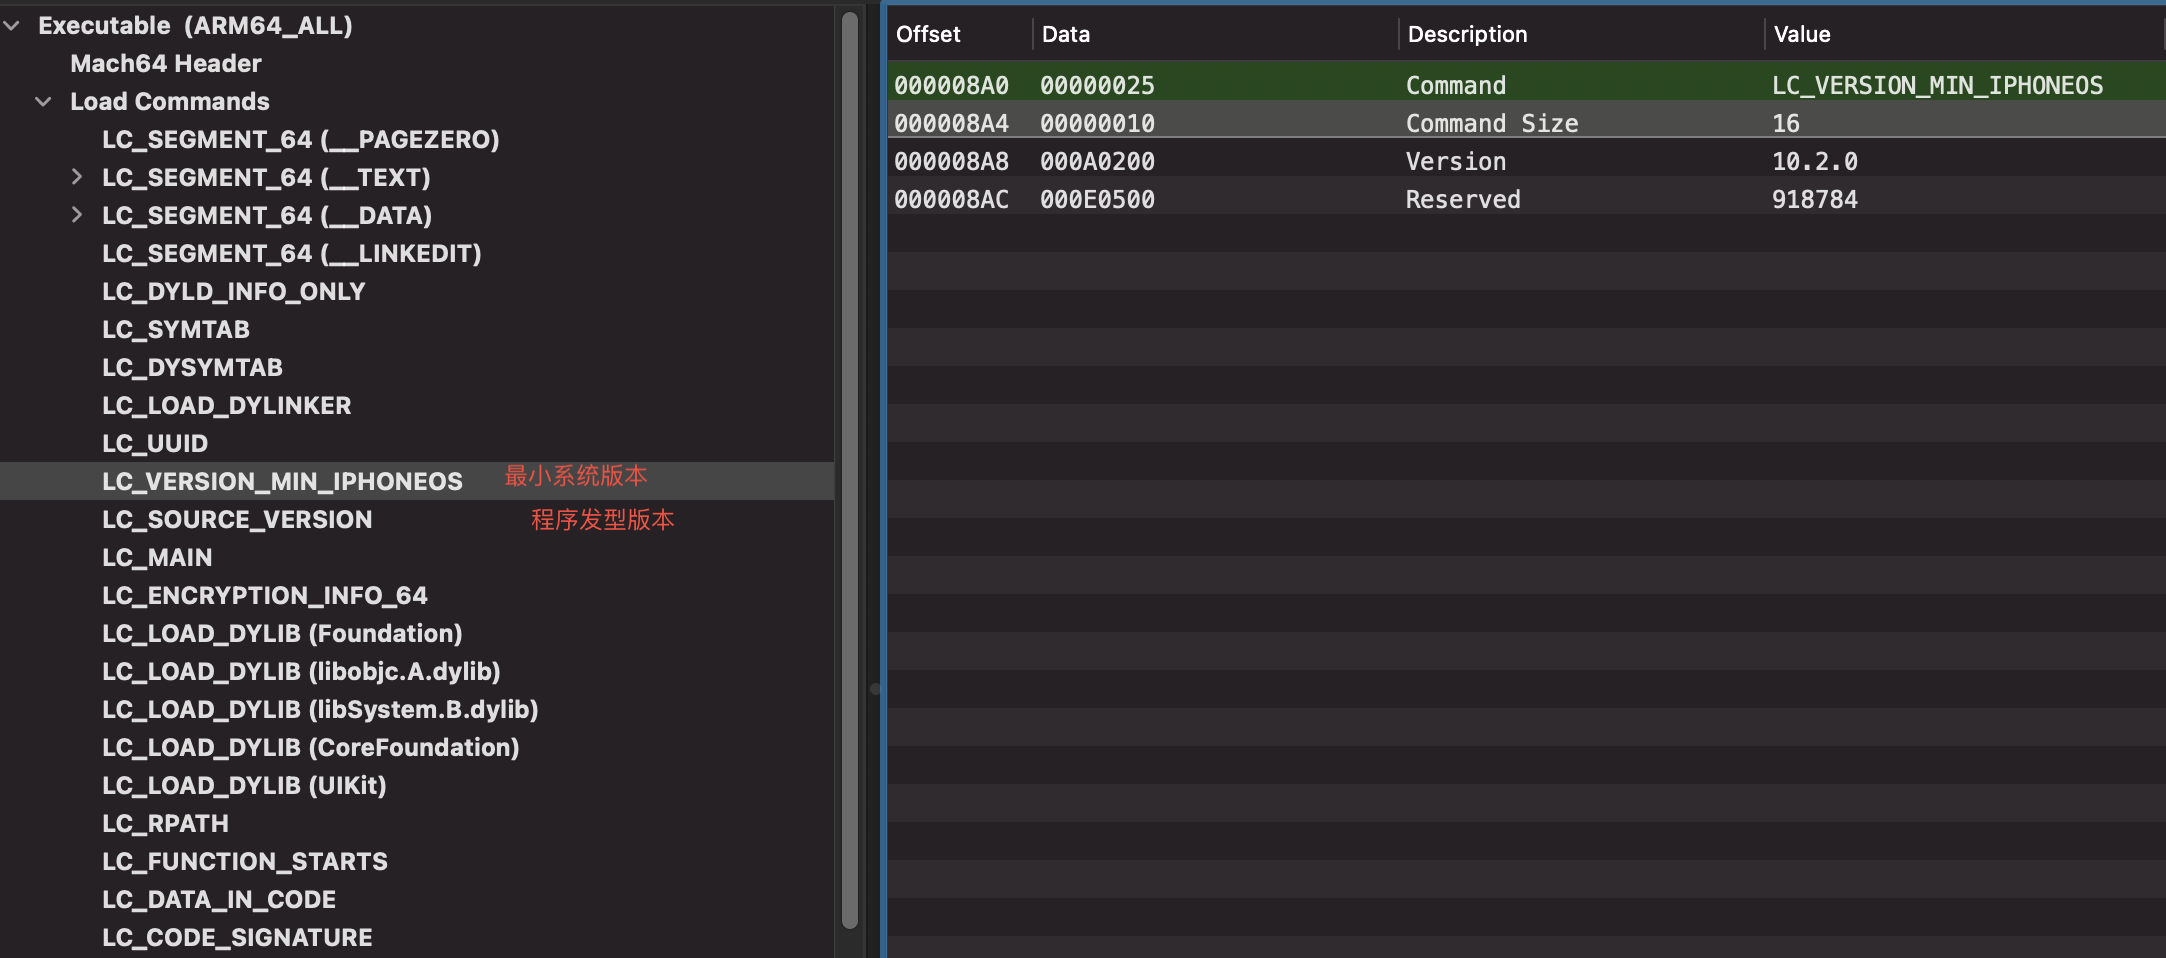 Executable (ARM64_ALL)
Mach64 Header
Load Commands
LC_SEGMENT_64 (__PAGEZERO)
LC_SEGMENT_64 (__TEXT)
LC_SEGMENT_64 (__DATA)
LC_SEGMENT_64 (__LINKEDIT)
LC_DYLD_INFO_ONLY
LC_SYMTAB
LC_DYSYMTAB
LC_LOAD_DYLINKER
LC_UUID
LC_VERSION_MIN_IPHONEOS 最小系统版本
LC_SOURCE_VERSION 程序发型版本
LC_MAIN
LC_ENCRYPTION_INFO_64
LC_LOAD_DYLIB (Foundation)
LC_LOAD_DYLIB (libobjc.A.dylib)
LC_LOAD_DYLIB (libSystem.B.dylib)
LC_LOAD_DYLIB (CoreFoundation)
LC_LOAD_DYLIB (UIKit)
LC_RPATH
LC_FUNCTION_STARTS
LC_DATA_IN_CODE
LC_CODE_SIGNATURE
Offset Data Description Value
000008A0 00000025 Command LC_VERSION_MIN_IPHONEOS
000008A4 00000010 Command Size 16
000008A8 000A0200 Version 10.2.0
000008AC 000E0500 Reserved 918784